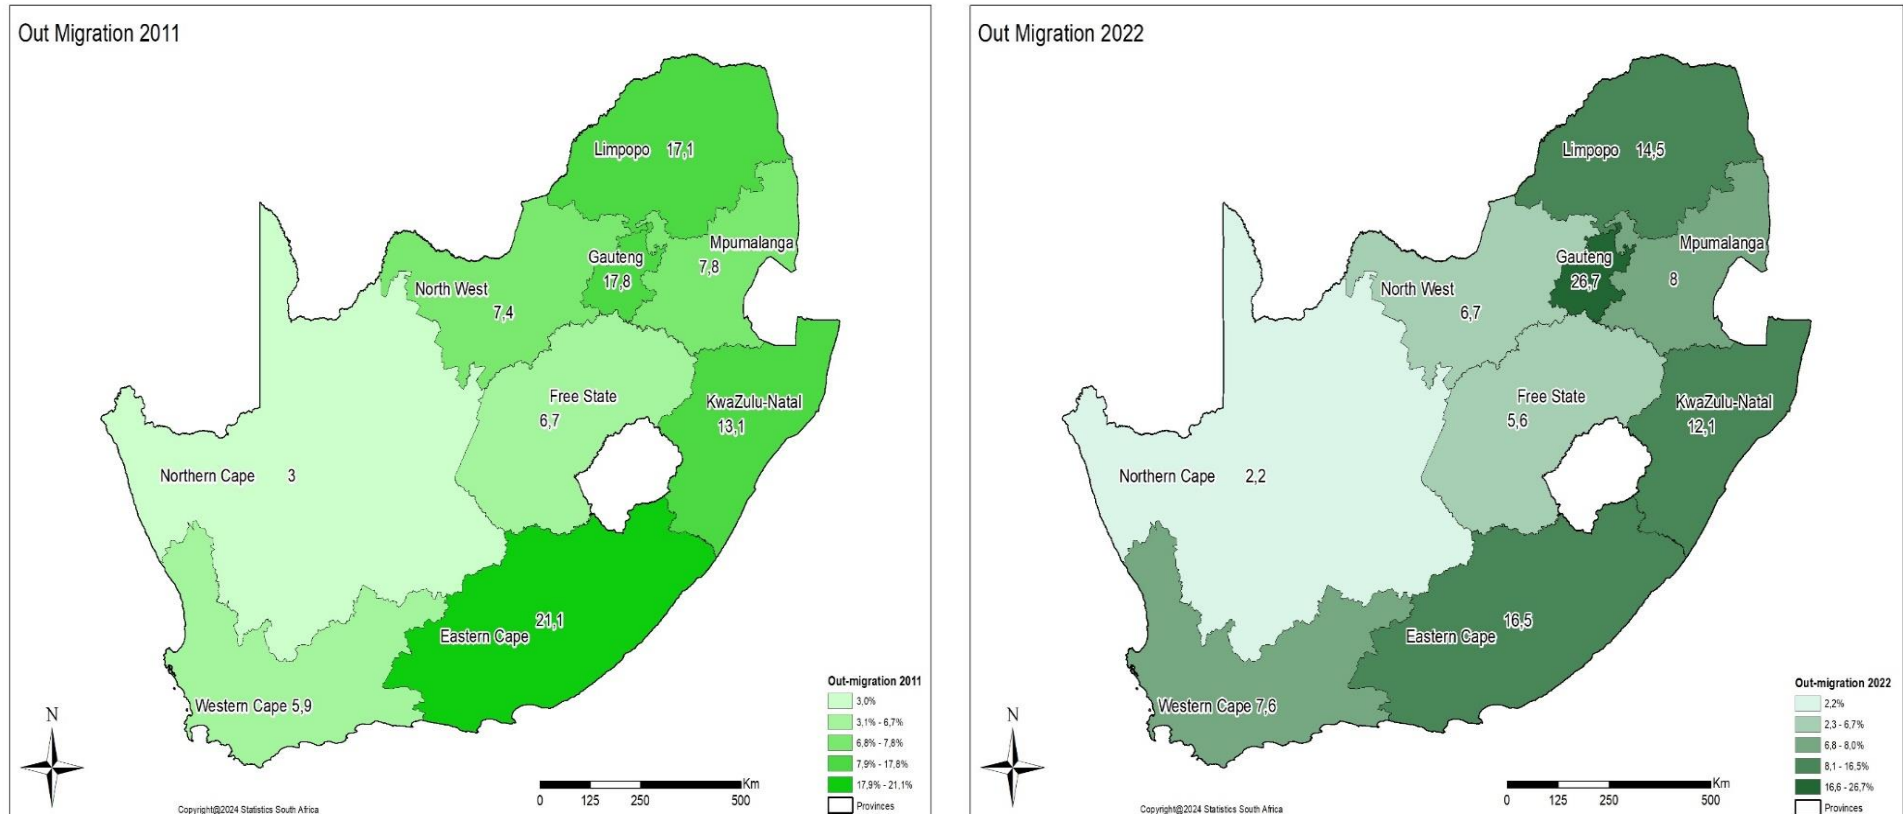 Out Migration 2011
Limpopo 17,1
Mpumalanga
7,8
Gauteng
17,8
North West
7,4
Free State
6,7
KwaZulu-Natal
13,1
Northern Cape 3
21,1
Eastern Cape
Western Cape 5,9
N
Km
0 125 250 500
Copyright@2024 Statistics South Africa
Out-migration 2011
3,0%
3,1% - 6,7%
6,8% - 7,8%
7,9% - 17,8%
17,9% - 21,1%
Provinces
Out Migration 2022
Limpopo 14,5
Mpumalanga
8
Gauteng
26,7
North West
6,7
Free State
5,6
KwaZulu-Natal
12,1
Northern Cape 2,2
16,5
Eastern Cape
Western Cape 7,6
N
Km
0 125 250 500
Copyright@2024 Statistics South Africa
Out-migration 2022
2,2%
2,3 - 6,7%
6,8 - 8,0%
8,1 - 16,5%
16,6 - 26,7%
Provinces